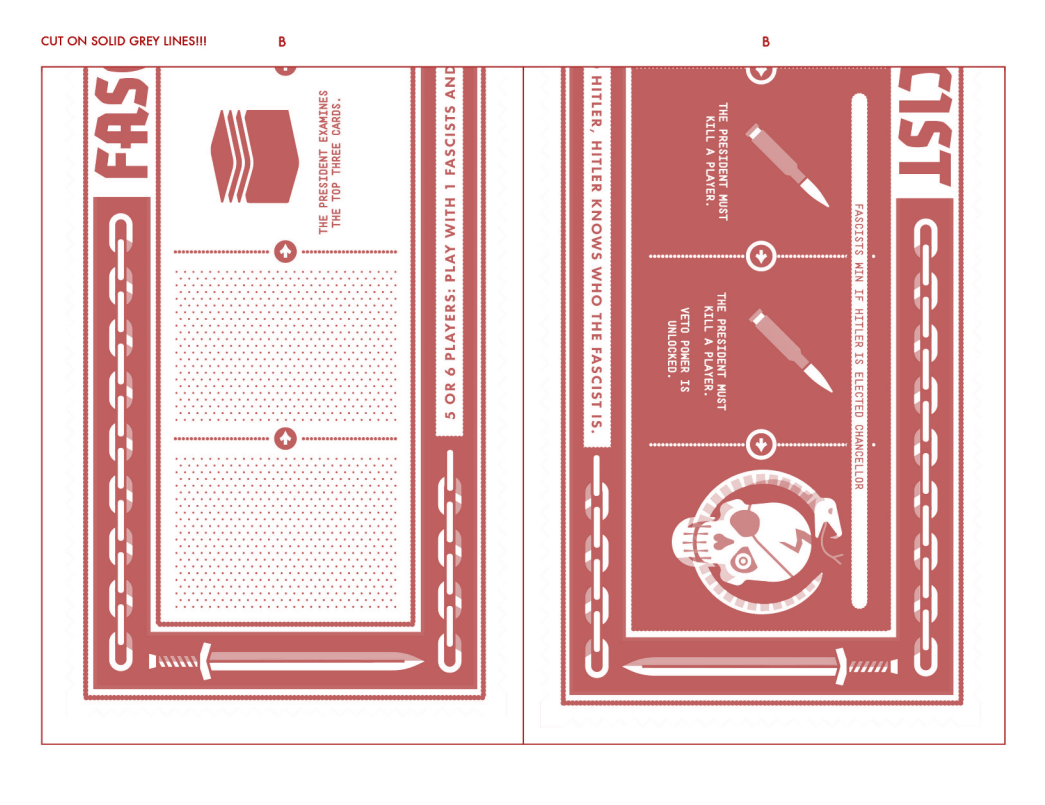 CUT ON SOLID GREY LINES!!!
B
B
FASC
THE PRESIDENT EXAMINES
THE TOP THREE CARDS.
5 OR 6 PLAYERS: PLAY WITH 1 FASCISTS AND
HITLER, HITLER KNOWS WHO THE FASCIST IS.
THE PRESIDENT MUST
KILL A PLAYER.
THE PRESIDENT MUST
KILL A PLAYER.
VETO POWER IS
UNLOCKED.
FASCISTS WIN IF HITLER IS ELECTED CHANCELLOR
CIST